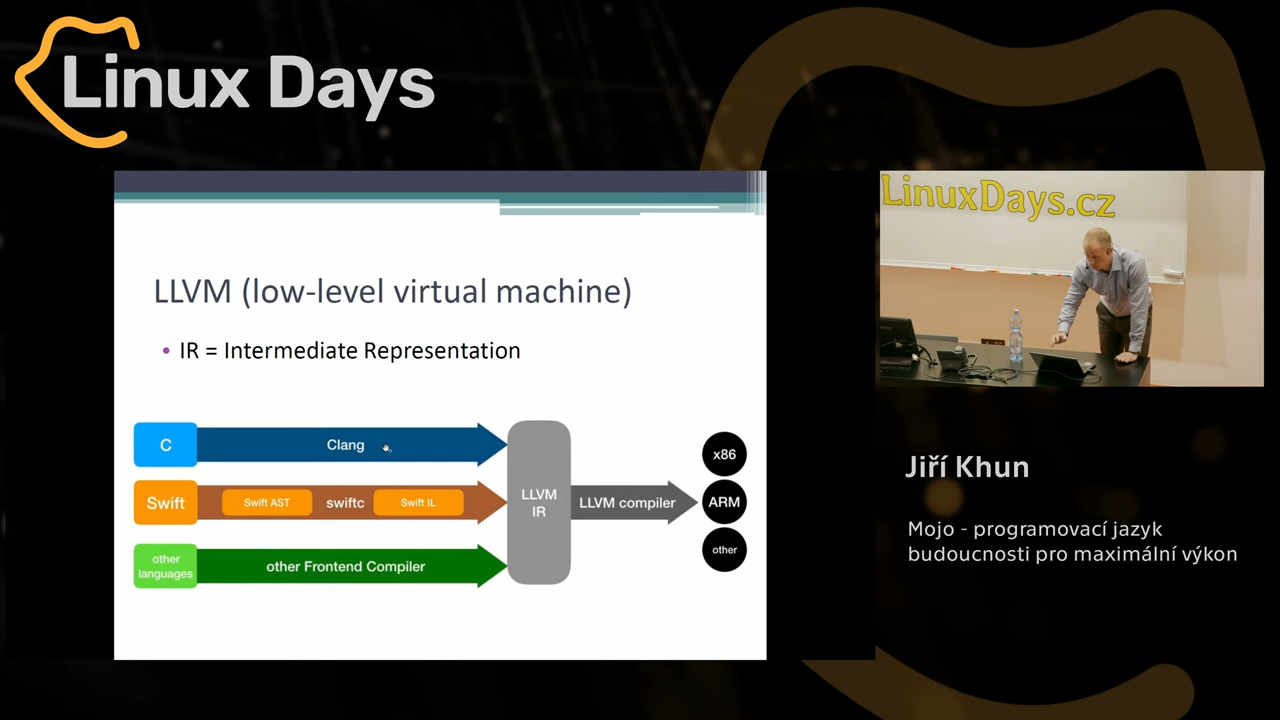 Linux Days
LLVM (low-level virtual machine)
• IR = Intermediate Representation
C
Clang
Swift
Swift AST
swiftc
Swift IL
other
languages
other Frontend Compiler
LLVM
IR
LLVM compiler
x86
ARM
other
LinuxDays.cz
Jiří Khun
Mojo - programovací jazyk
budoucnosti pro maximální výkon